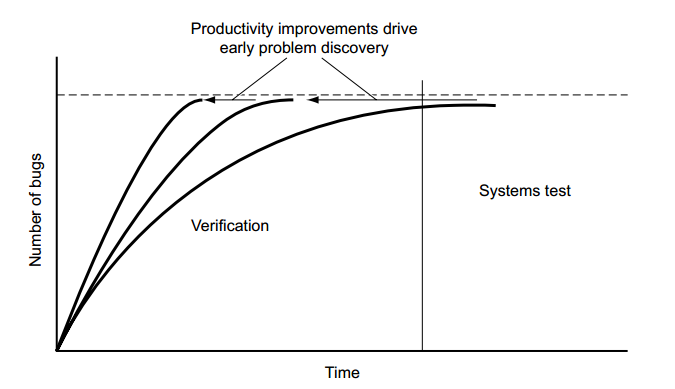 Productivity improvements drive
early problem discovery
Number of bugs
Verification
Systems test
Time